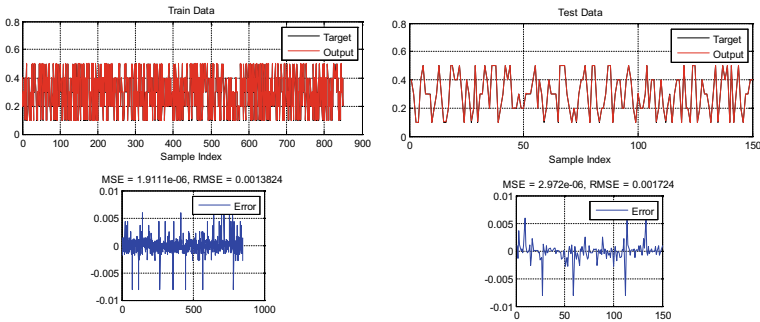 Train Data
0.8
0.6
0.4
0.2
0
Target
Output
0 100 200 300 400 500 600 700 800 900
Sample Index
Test Data
0.8
0.6
0.4
0.2
0
Target
Output
0 50 100 150
Sample Index
MSE = 1.9111e-06, RMSE = 0.0013824
0.01
0.005
0
-0.005
-0.01
Error
0 500 1000
MSE = 2.972e-06, RMSE = 0.001724
0.01
0.005
0
-0.005
-0.01
Error
0 50 100 150